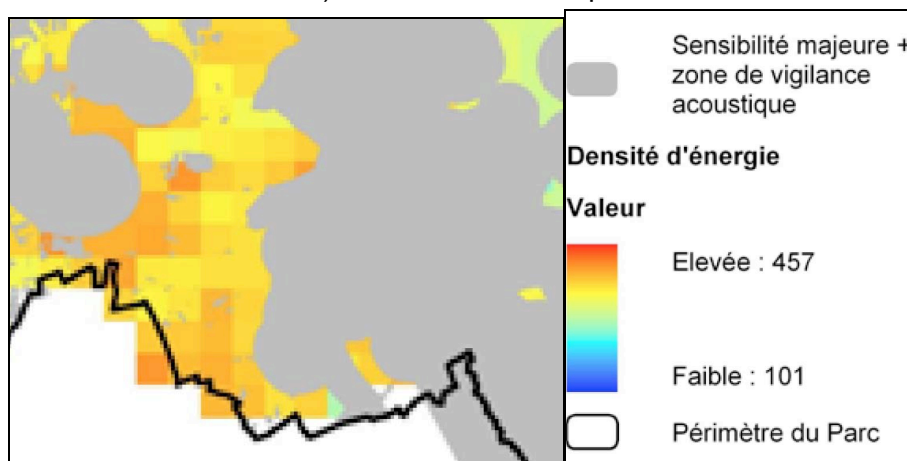 Sensibilité majeure +
zone de vigilance
acoustique
Densité d'énergie
Valeur
Elevée : 457
Faible : 101
Périmètre du Parc